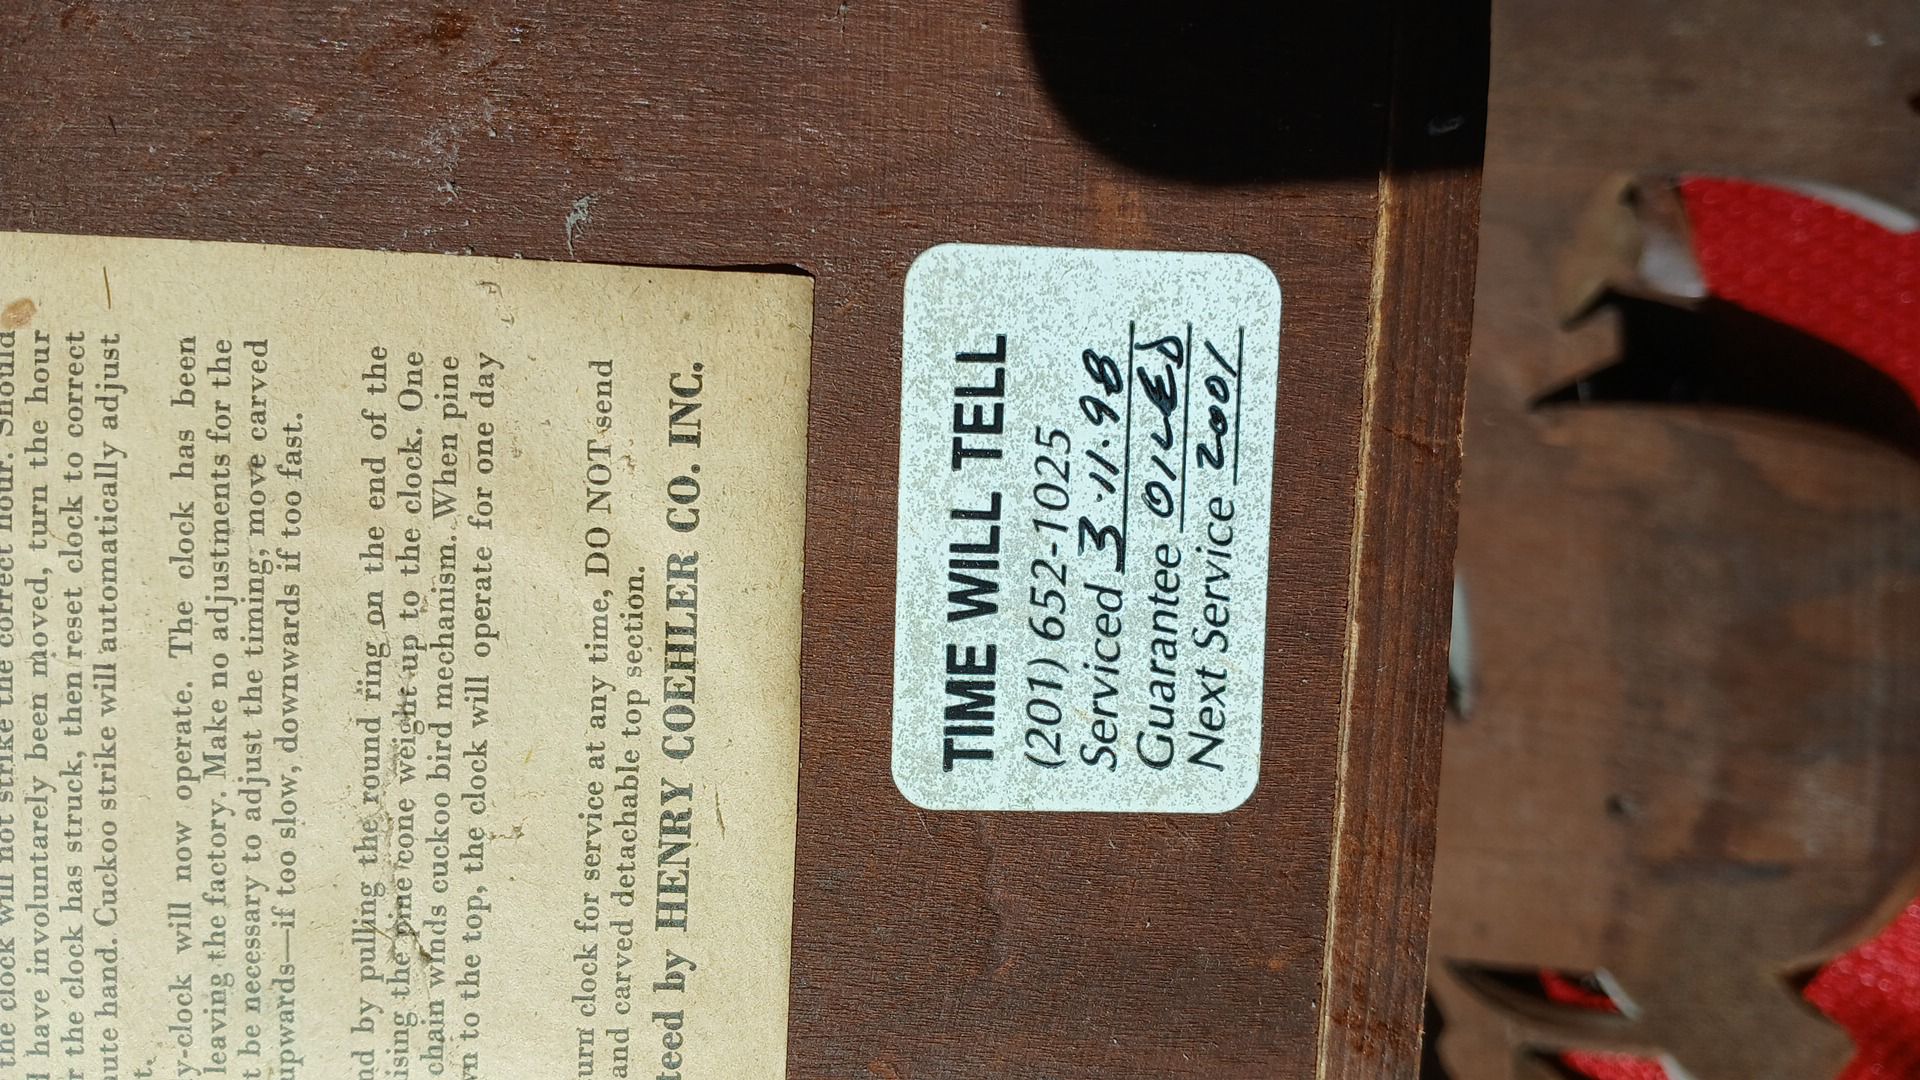 the clock will not strike the correct hour. Should
have involuntarely been moved, turn the hour
the clock has struck, then reset clock to correct
hand. Cuckoo strike will automatically adjust
will now operate. The clock has been
leaving the factory. Make no adjustments for the
be necessary to adjust the timing, move carved
upwards—if too slow, downwards if too fast.
by pulling the round ring on the end of the
the pine cone weight up to the clock. One
chain winds cuckoo bird mechanism. When pine
to the top, the clock will operate for one day
clock for service at any time, DO NOT send
and carved detachable top section.
by HENRY COEHLER CO. INC.
TIME WILL TELL
(201) 652-1025
Serviced 3·11·98
Guarantee OILED
Next Service 2001